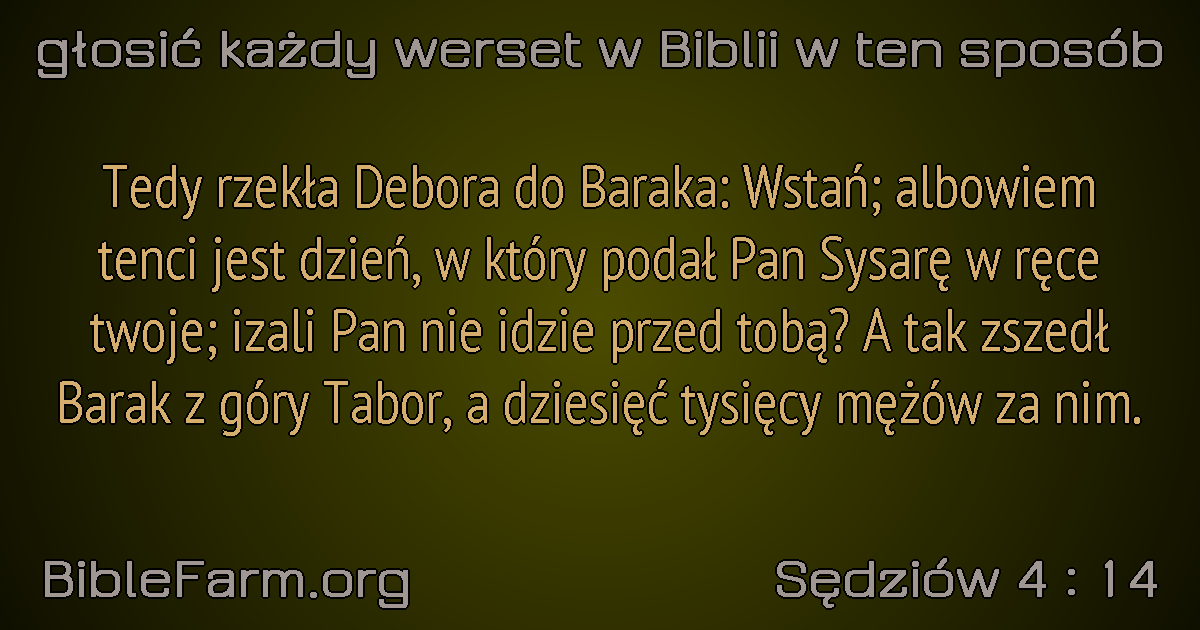 głosić każdy werset w Biblii w ten sposób
Tedy rzekła Debora do Baraka: Wstań; albowiem
tenci jest dzień, w który podał Pan Sysarę w ręce
twoje; izali Pan nie idzie przed tobą? A tak zszedł
Barak z góry Tabor, a dziesięć tysięcy mężów za nim.
BibleFarm.org
Sędziów 4 : 14